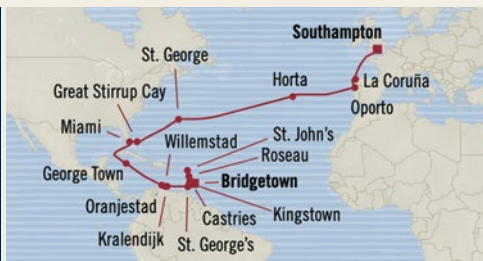 Southampton
St. George
Horta
La Coruña
Great Stirrup Cay
Oporto
Miami
Willemstad
St. John's
Roseau
George Town
Bridgetown
Oranjestad
Castries
Kingstown
Kralendijk
St. George's